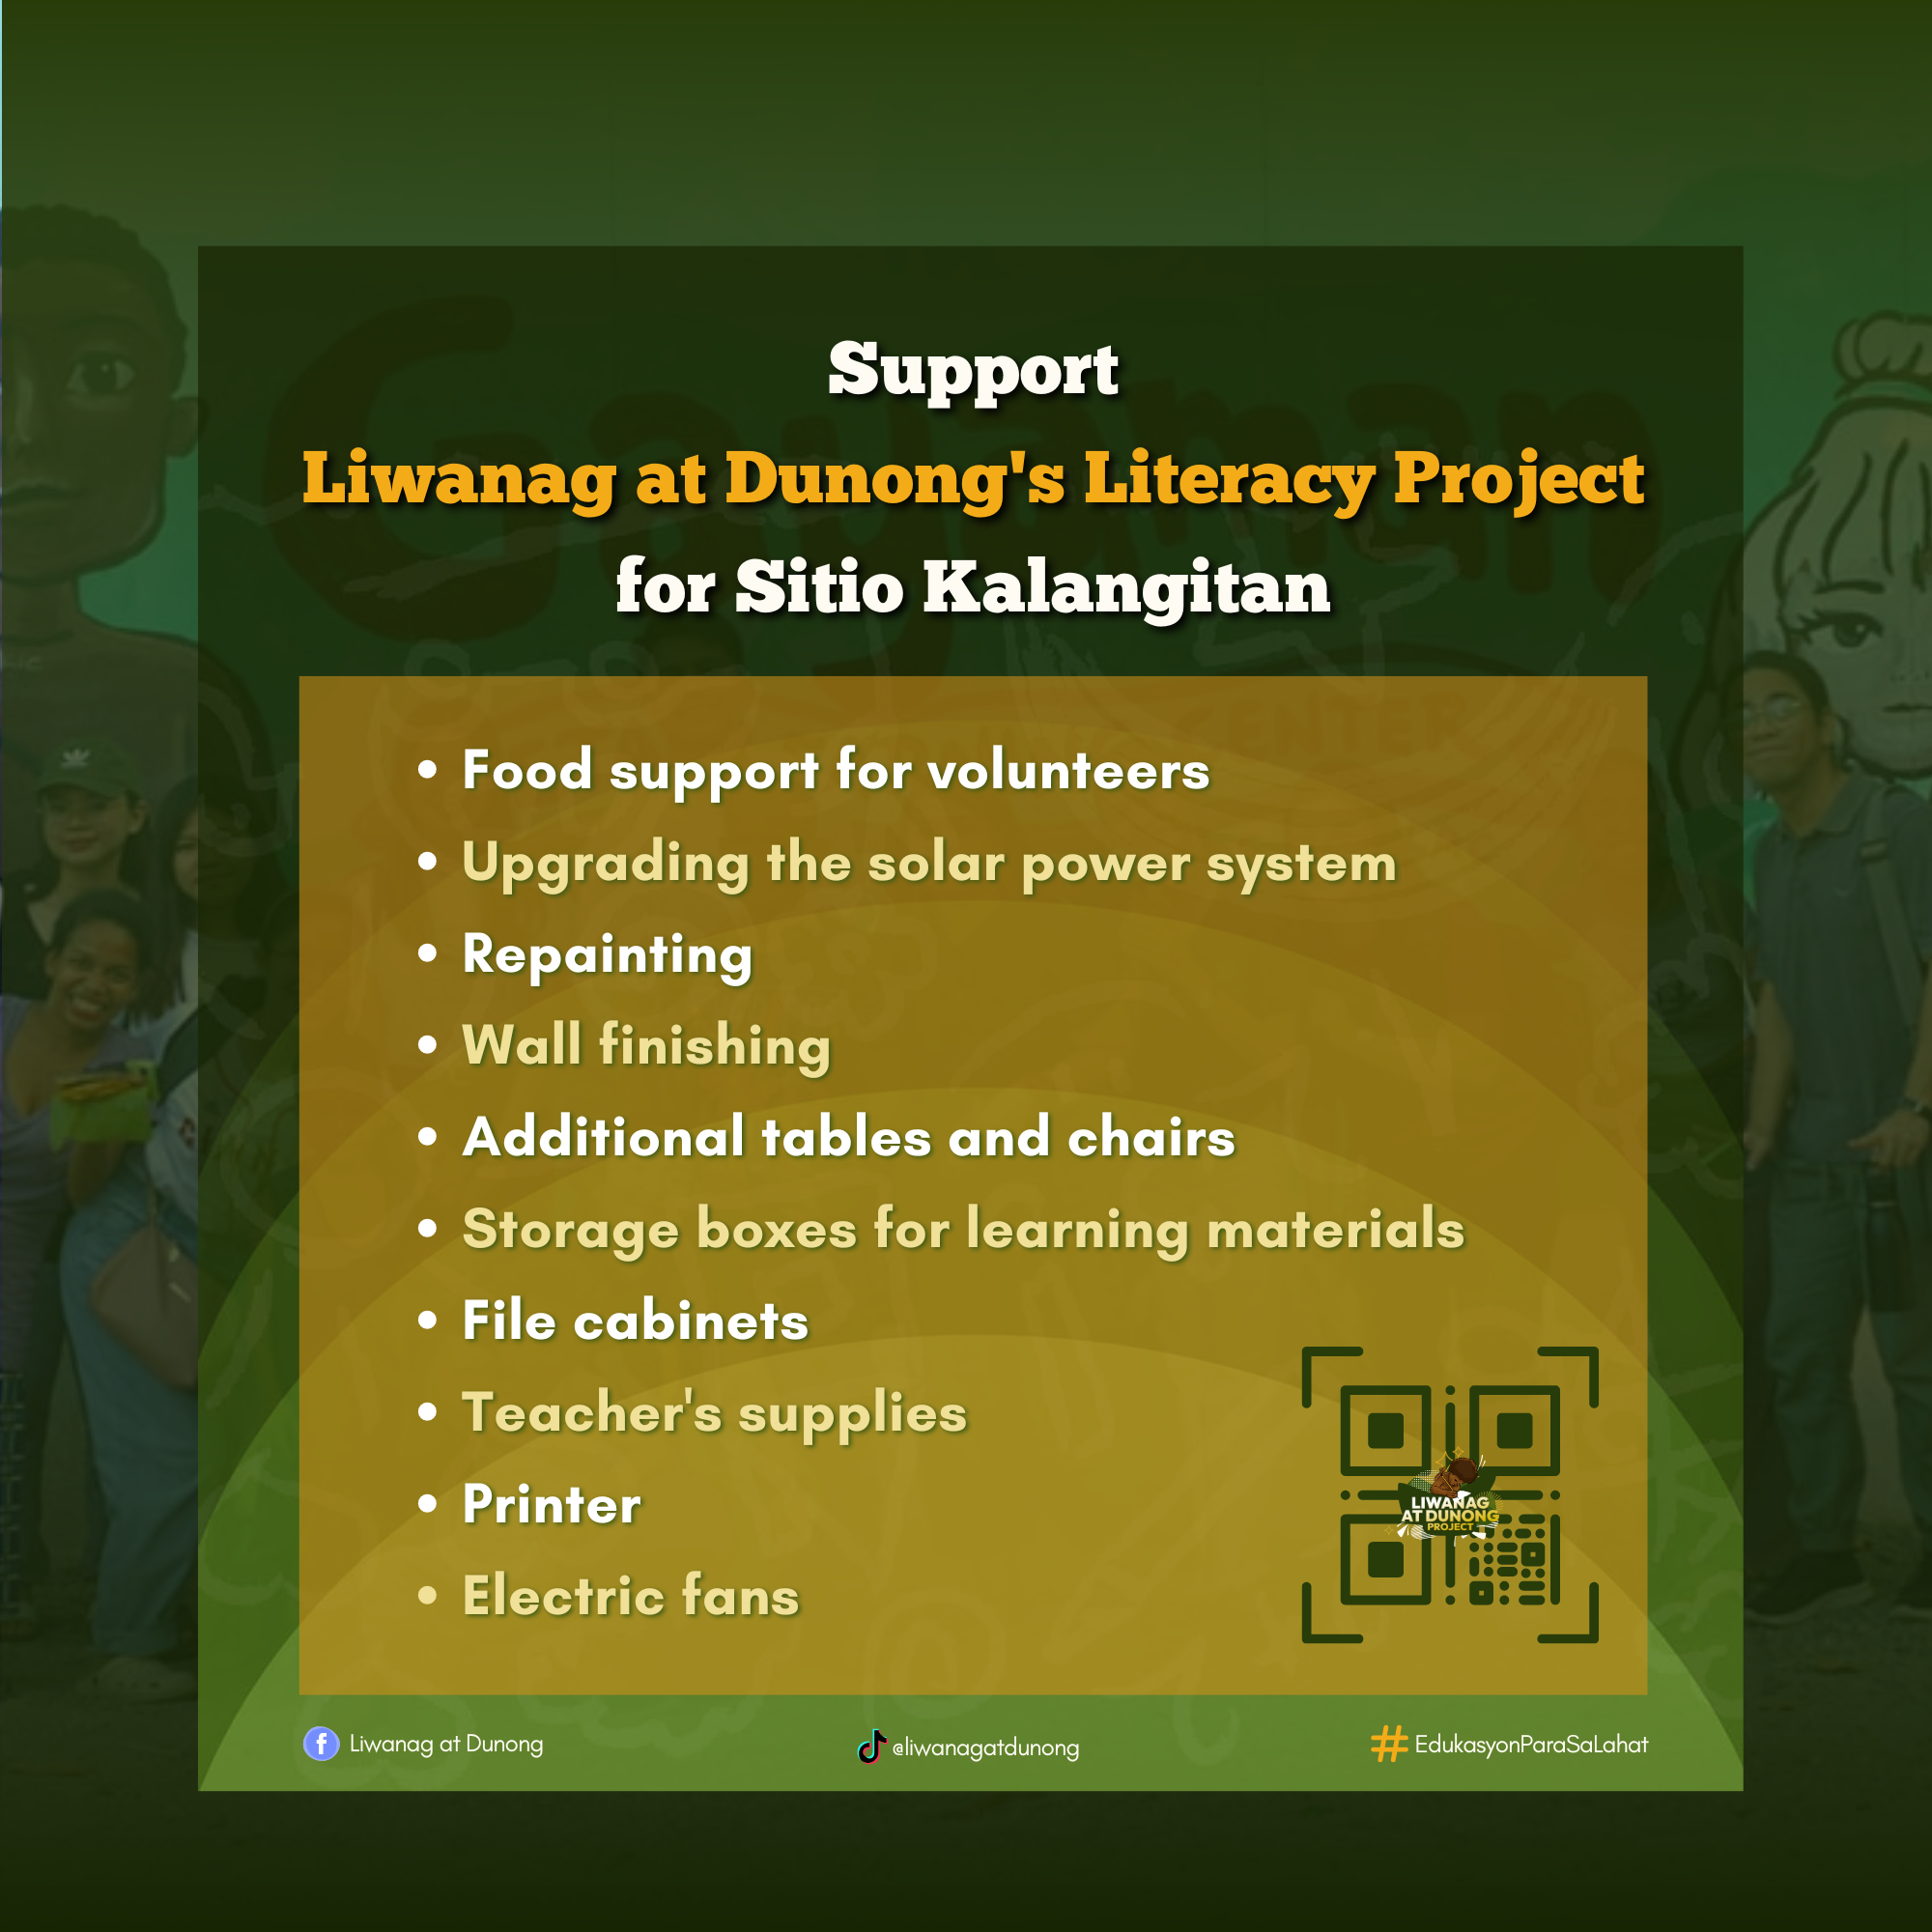 Support
Liwanag at Dunong's Literacy Project
for Sitio Kalangitan
Gayaman
CENTER
• Food support for volunteers
• Upgrading the solar power system
• Repainting
• Wall finishing
• Additional tables and chairs
• Storage boxes for learning materials
• File cabinets
• Teacher's supplies
• Printer
• Electric fans
LIWANAG
AT DUNONG
PROJECT
Liwanag at Dunong
@liwanagatdunong
#EdukasyonParaSaLahat